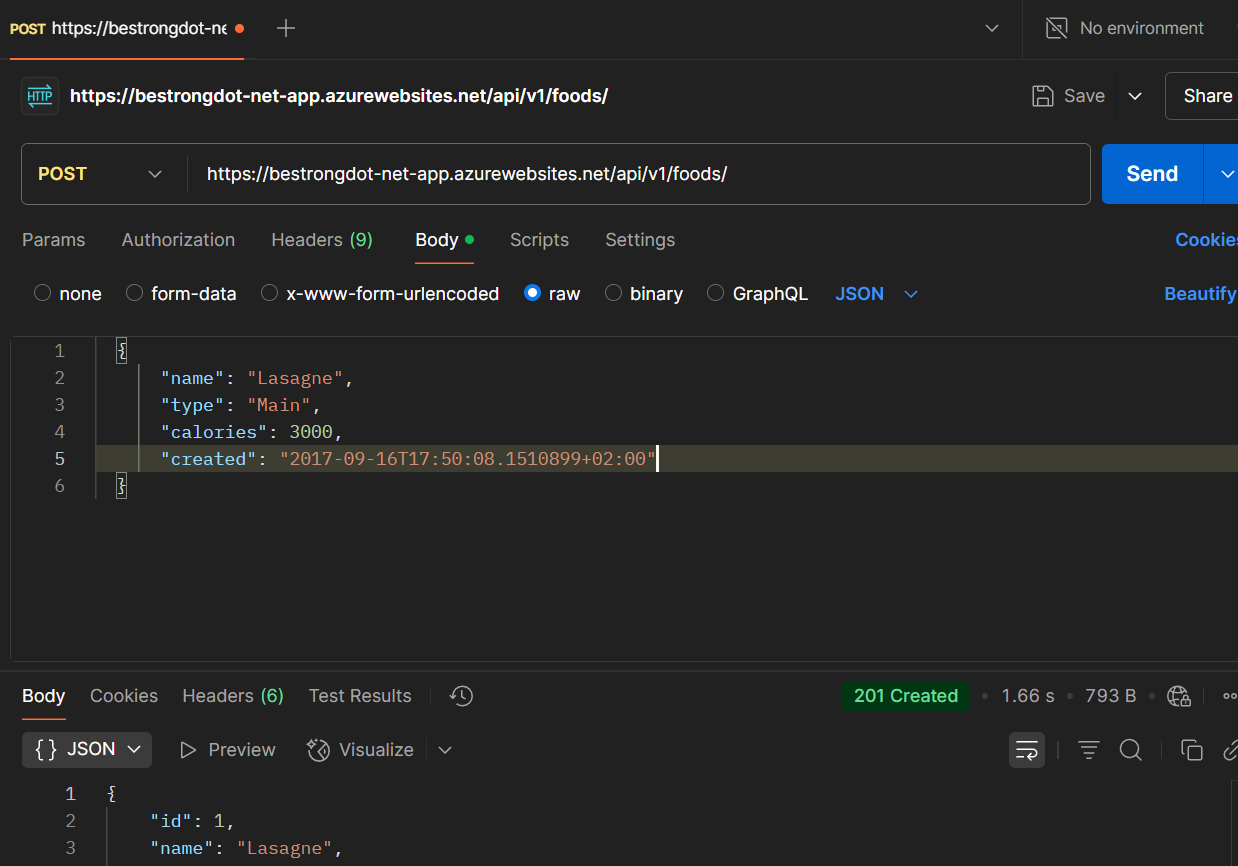 POST https://bestrongdot-ne
No environment
HTTP https://bestrongdot-net-app.azurewebsites.net/api/v1/foods/
Save Share
POST https://bestrongdot-net-app.azurewebsites.net/api/v1/foods/ Send
Params Authorization Headers (9) Body Scripts Settings Cookies
none form-data x-www-form-urlencoded raw binary GraphQL JSON Beautify
1 {
2 "name": "Lasagne",
3 "type": "Main",
4 "calories": 3000,
5 "created": "2017-09-16T17:50:08.1510899+02:00"
6 }
Body Cookies Headers (6) Test Results 201 Created 1.66 s 793 B
{} JSON Preview Visualize
1 {
2 "id": 1,
3 "name": "Lasagne",